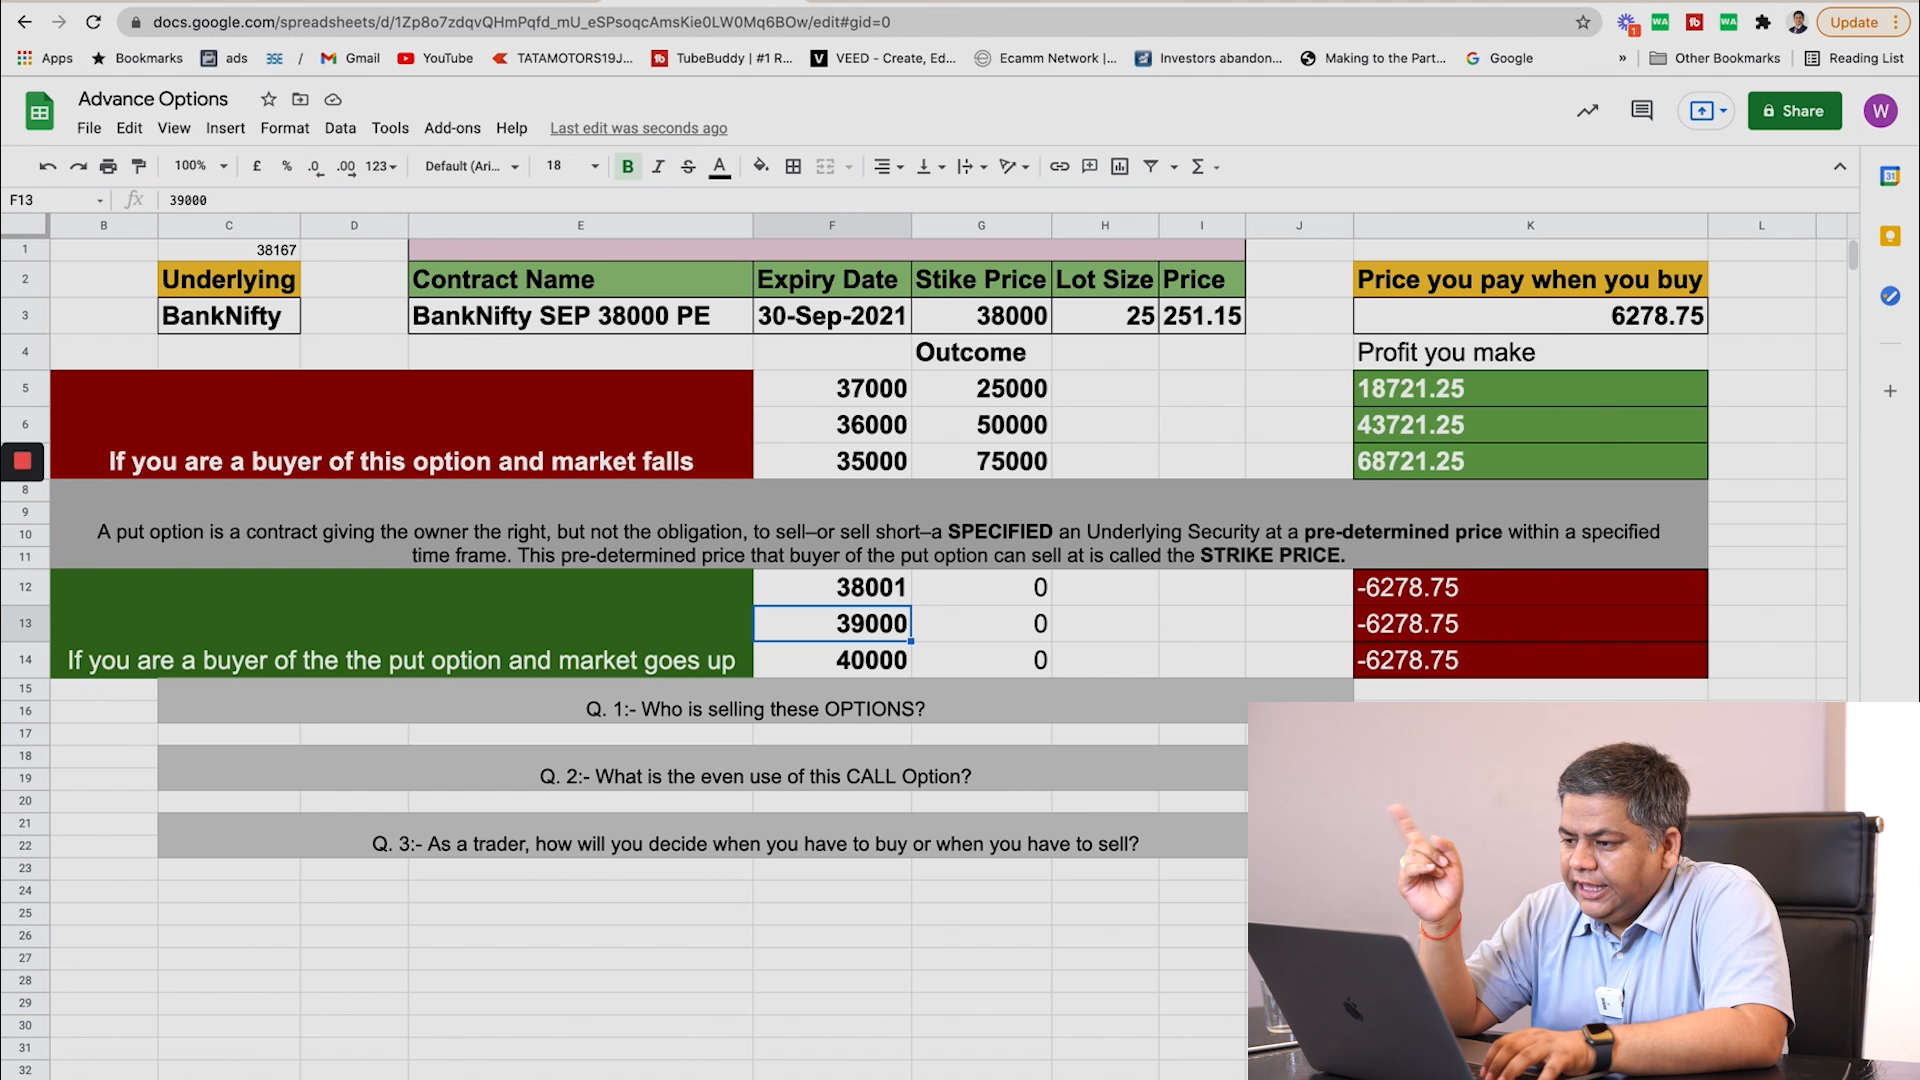 docs.google.com/spreadsheets/d/1Zp8o7zdqvQHmPqfd_mU_eSPsoqcAmsKie0LW0Mq6BOw/edit#gid=0
1 WA tb WA Update
Apps Bookmarks ads / Gmail YouTube TATAMOTORS19J... TubeBuddy | #1 R... VEED - Create, Ed... Ecamm Network |... Investors abandon... Making to the Part... Google » Other Bookmarks Reading List
Advance Options
File Edit View Insert Format Data Tools Add-ons Help Last edit was seconds ago
Share W
100% £ % .0 .00 123 Default (Ari... 18 B I S A Σ
31
F13 fx 39000
B C D E F G H I J K L
1 38167
2 Underlying Contract Name Expiry Date Stike Price Lot Size Price Price you pay when you buy
3 BankNifty BankNifty SEP 38000 PE 30-Sep-2021 38000 25 251.15 6278.75
4 Outcome Profit you make
5 37000 25000 18721.25
6 36000 50000 43721.25
If you are a buyer of this option and market falls 35000 75000 68721.25
8
9
10 A put option is a contract giving the owner the right, but not the obligation, to sell–or sell short–a SPECIFIED an Underlying Security at a pre-determined price within a specified
11 time frame. This pre-determined price that buyer of the put option can sell at is called the STRIKE PRICE.
12 38001 0 -6278.75
13 39000 0 -6278.75
14 If you are a buyer of the the put option and market goes up 40000 0 -6278.75
15
16 Q. 1:- Who is selling these OPTIONS?
17
18
19 Q. 2:- What is the even use of this CALL Option?
20
21
22 Q. 3:- As a trader, how will you decide when you have to buy or when you have to sell?
23
24
25
26
27
28
29
30
31
32